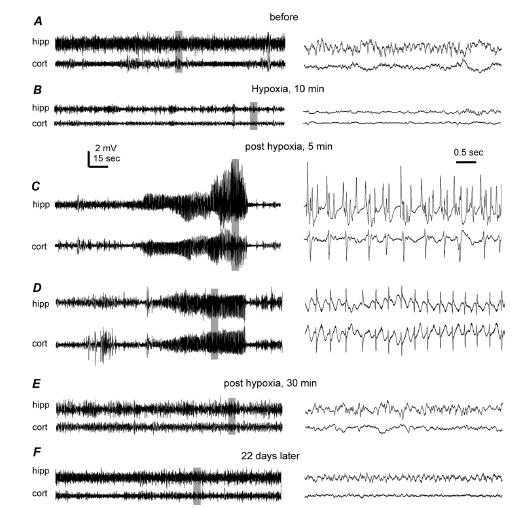 A before
hipp
cort
B Hypoxia, 10 min
hipp
cort
2 mV
15 sec
post hypoxia, 5 min
0.5 sec
C
hipp
cort
D
hipp
cort
E post hypoxia, 30 min
hipp
cort
F 22 days later
hipp
cort